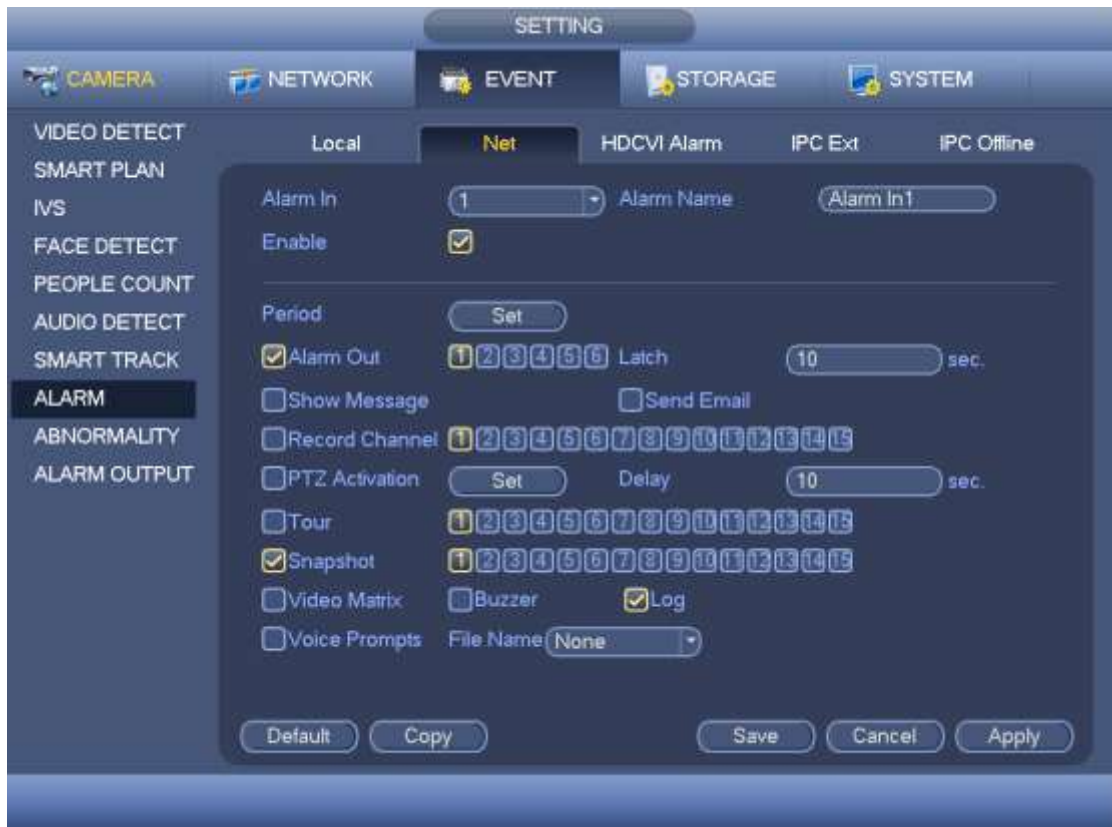 SETTING
CAMERA NETWORK EVENT STORAGE SYSTEM
VIDEO DETECT
SMART PLAN
IVS
FACE DETECT
PEOPLE COUNT
AUDIO DETECT
SMART TRACK
ALARM
ABNORMALITY
ALARM OUTPUT
Local Net HDCVI Alarm IPC Ext IPC Offline
Alarm In 1 Alarm Name Alarm In1
Enable
Period Set
Alarm Out 1 2 3 4 5 6 Latch 10 sec.
Show Message Send Email
Record Channel 1 2 3 4 5 6 7 8 9 10 11 12 13 14 15
PTZ Activation Set Delay 10 sec.
Tour 1 2 3 4 5 6 7 8 9 10 11 12 13 14 15
Snapshot 1 2 3 4 5 6 7 8 9 10 11 12 13 14 15
Video Matrix Buzzer Log
Voice Prompts File Name None
Default Copy Save Cancel Apply